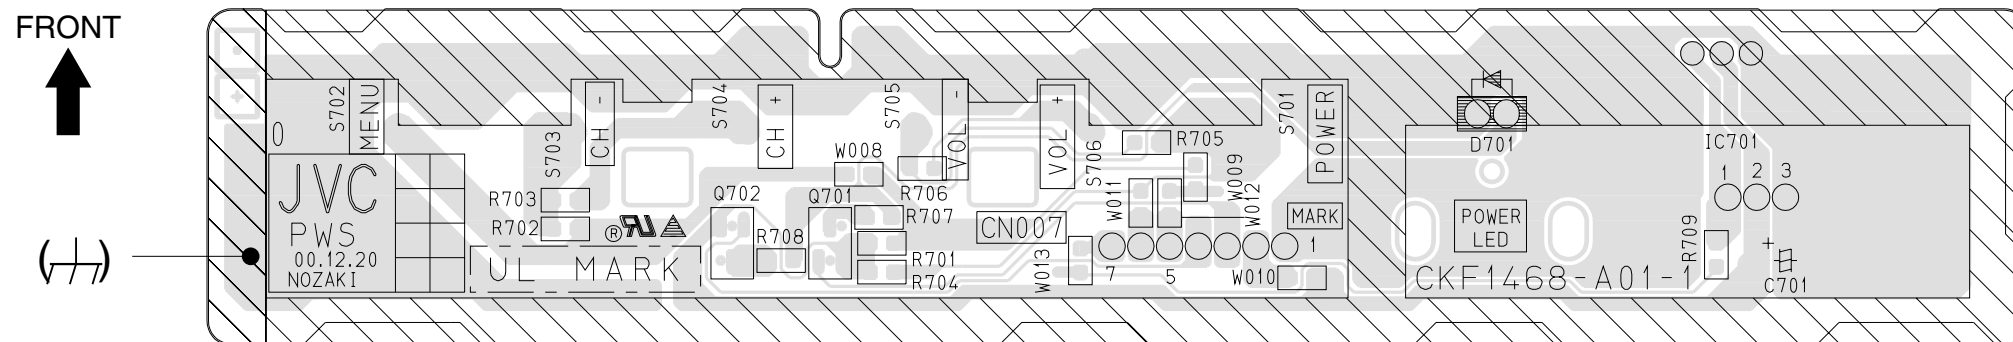 FRONT
S702
MENU
0
JVC
PWS
00.12.20
NOZAKI
S703
CH -
R703
R702
®
UL MARK
S704
CH +
Q702
R708
W008
Q701
S705
VOL -
R706
R707
R701
R704
CN007
VOL +
S706
R705
W009
W011
W012
W013
7
5
1
W010
S701
POWER
MARK
D701
POWER
LED
CKF1468-A01-1
IC701
1 2 3
R709
+
C701